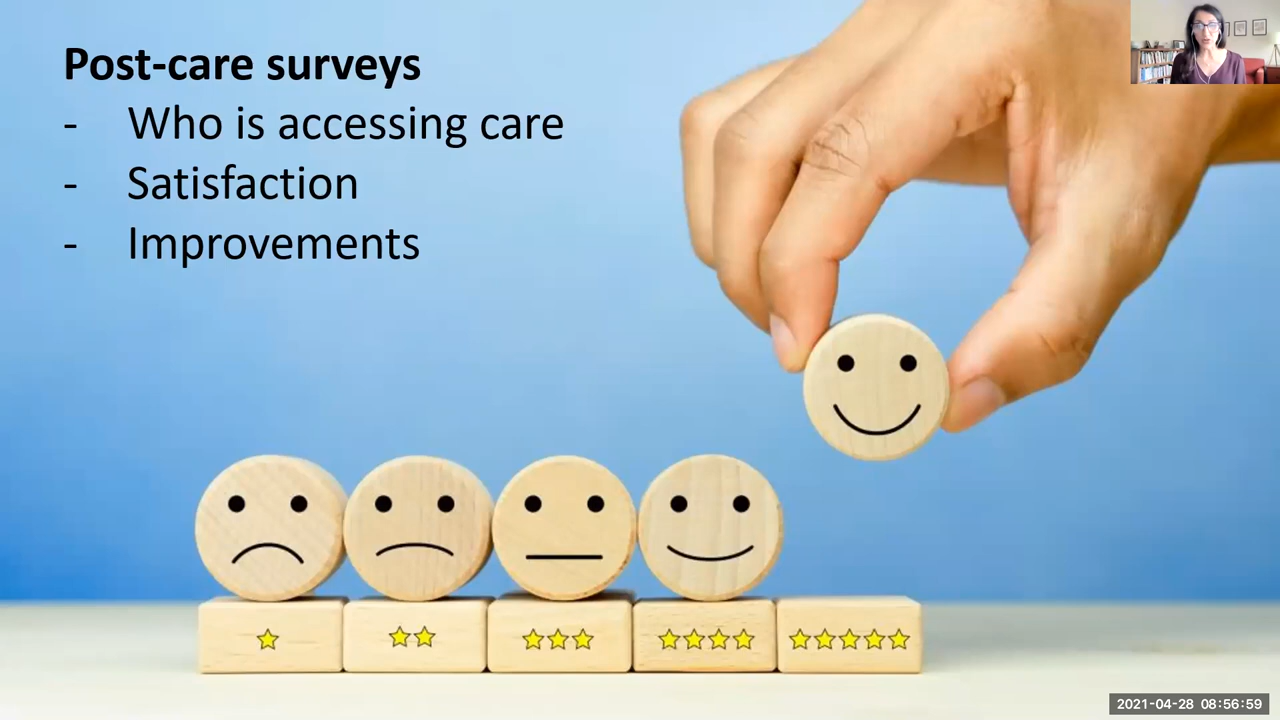 Post-care surveys
- Who is accessing care
- Satisfaction
- Improvements
2021-04-28 08:56:59